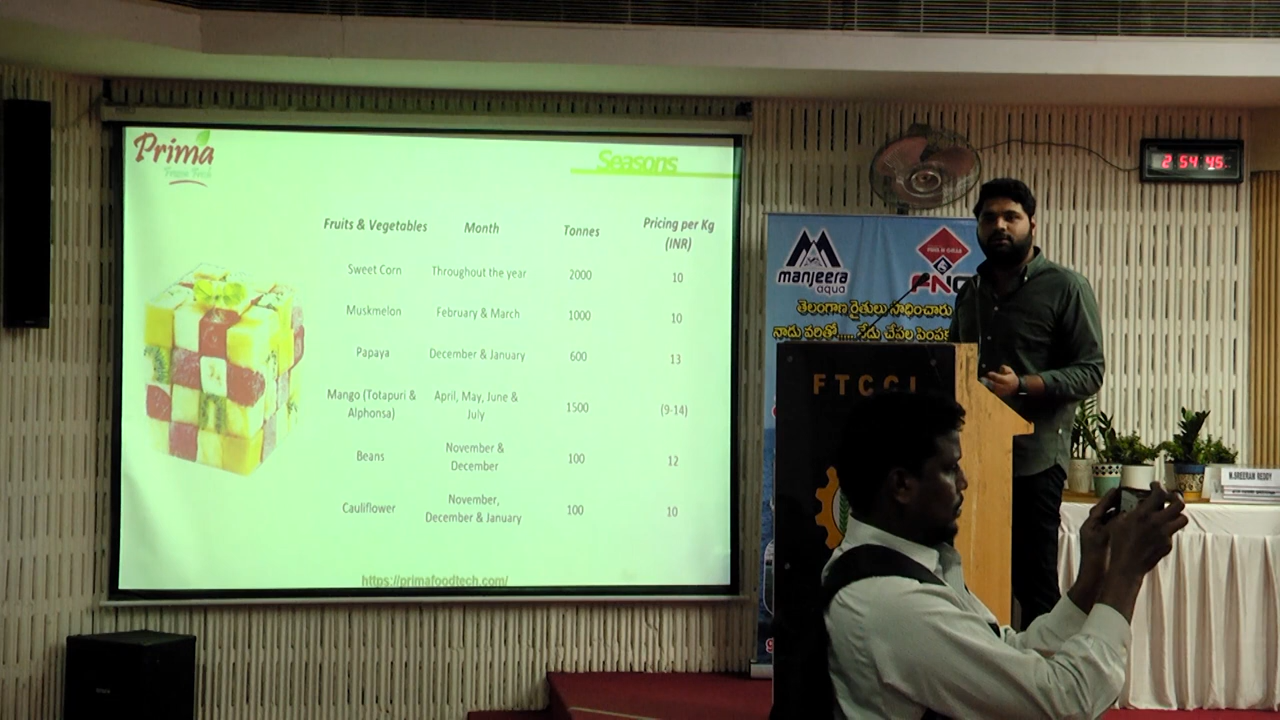 Prima
Seasons
Fruits & Vegetables Month Tonnes Pricing per Kg (INR)
Sweet Corn Throughout the year 2000 10
Muskmelon February & March 1000 10
Papaya December & January 600 13
Mango (Totapuri & Alphonsa) April, May, June & July 1500 (9-14)
Beans November & December 100 12
Cauliflower November, December & January 100 10
https://primafoodtech.com/
2 54 45
manjeera
aqua
తెలంగాణ రైతులు సాధించారు
నాడు వరితో..... నేడు చేపల
FTCCI
N.SREERAM REDDY